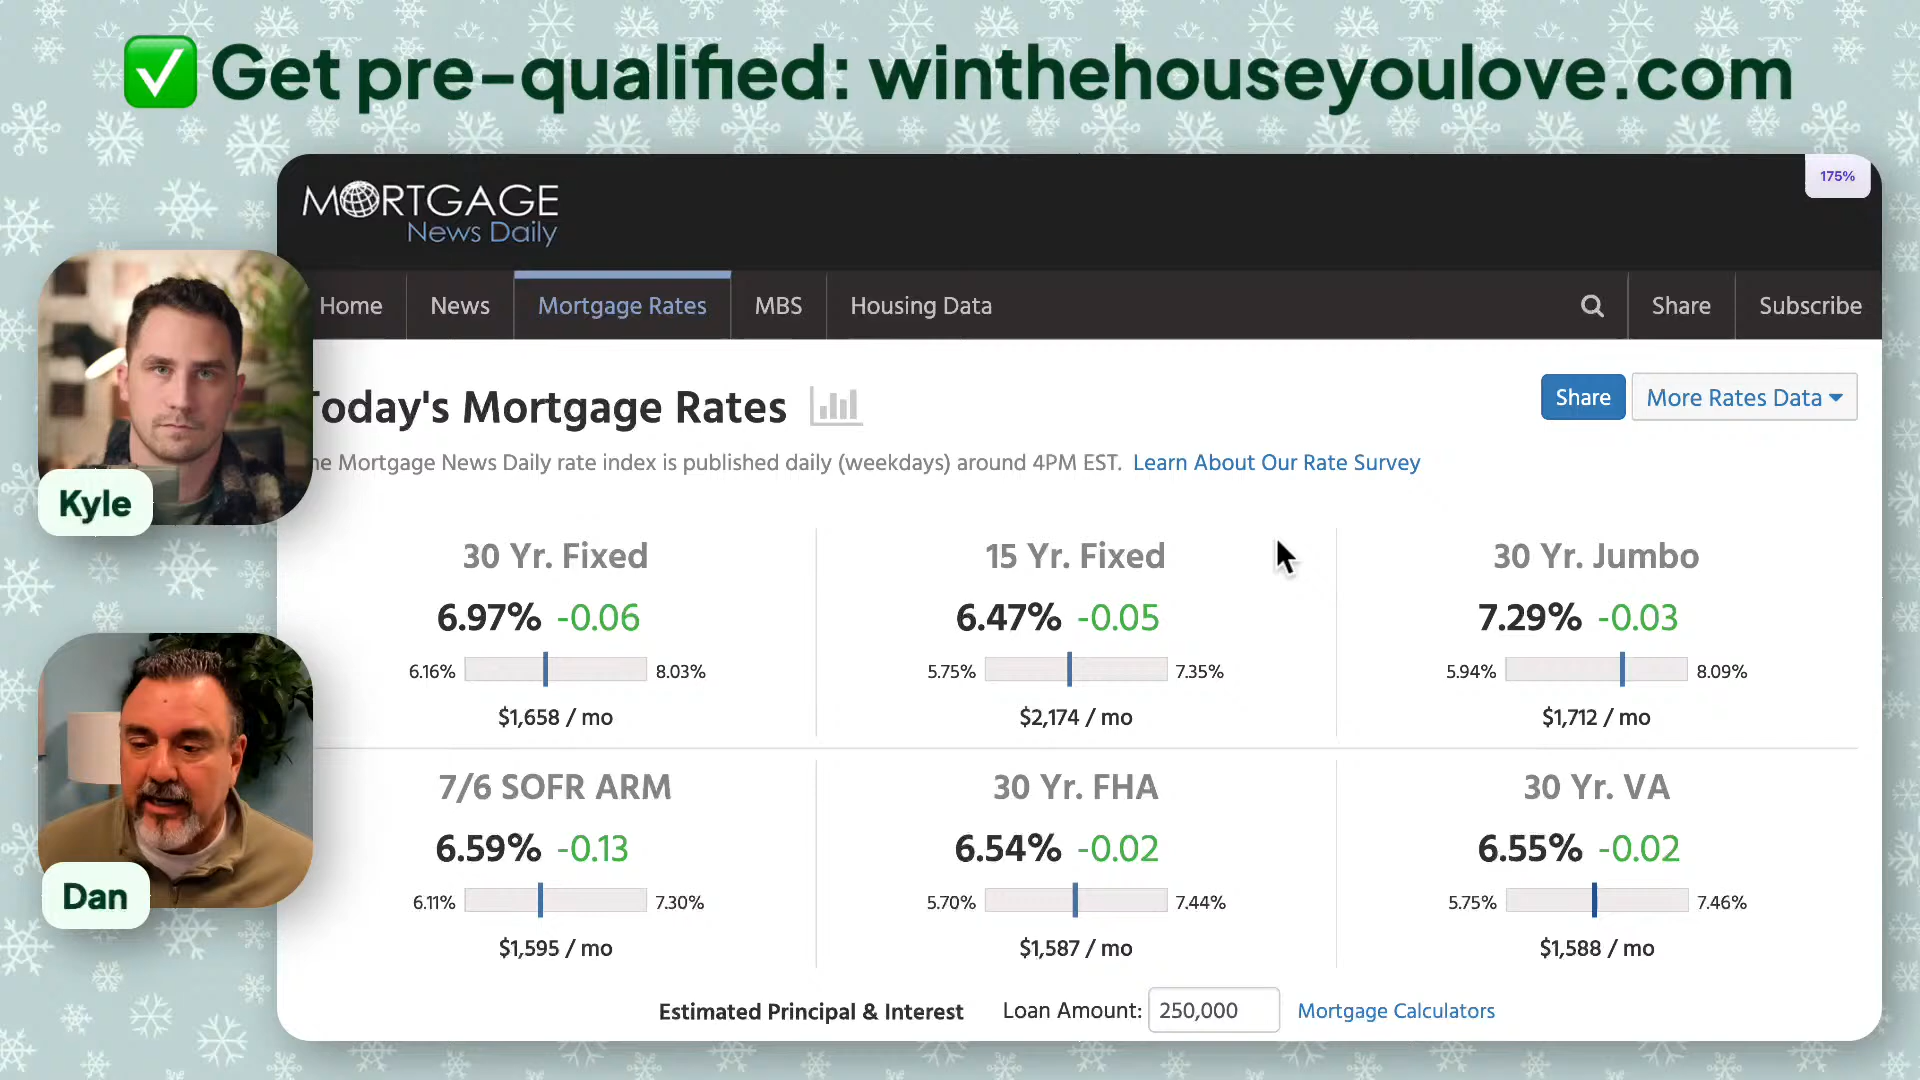 ✅ Get pre-qualified: winthehouseyoulove.com
175%
MORTGAGE
News Daily
Home News Mortgage Rates MBS Housing Data Share Subscribe
Today's Mortgage Rates
Share More Rates Data
he Mortgage News Daily rate index is published daily (weekdays) around 4PM EST. Learn About Our Rate Survey
Kyle
30 Yr. Fixed 15 Yr. Fixed 30 Yr. Jumbo
6.97% -0.06 6.47% -0.05 7.29% -0.03
6.16% 8.03% 5.75% 7.35% 5.94% 8.09%
$1,658 / mo $2,174 / mo $1,712 / mo
7/6 SOFR ARM 30 Yr. FHA 30 Yr. VA
6.59% -0.13 6.54% -0.02 6.55% -0.02
6.11% 7.30% 5.70% 7.44% 5.75% 7.46%
Dan
$1,595 / mo $1,587 / mo $1,588 / mo
Estimated Principal & Interest Loan Amount: 250,000 Mortgage Calculators